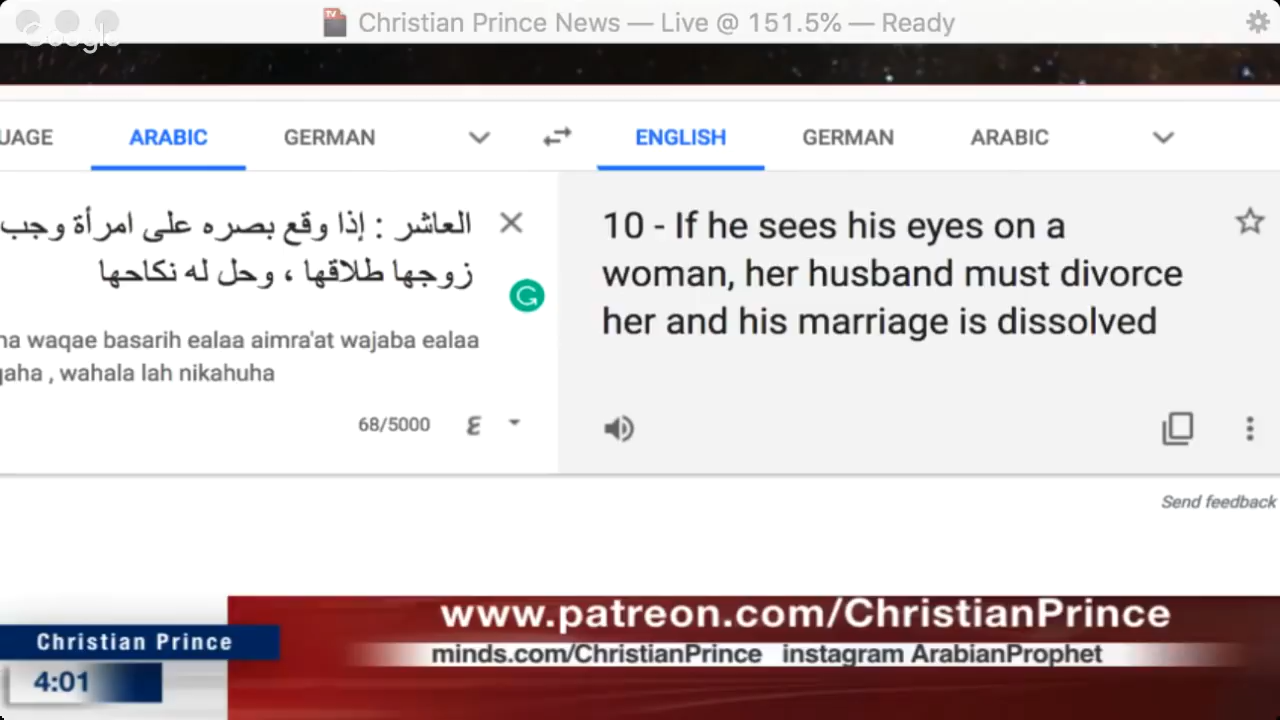 Christian Prince News — Live @ 151.5% — Ready
Google
UAGE ARABIC GERMAN ENGLISH GERMAN ARABIC
العاشر : إذا وقع بصره على امرأة وجب
زوجها طلاقها ، وحل له نكاحها
na waqae basarih ealaa aimra'at wajaba ealaa
qaha , wahala lah nikahuha
68/5000 ع
10 - If he sees his eyes on a
woman, her husband must divorce
her and his marriage is dissolved
Send feedback
www.patreon.com/ChristianPrince
minds.com/ChristianPrince instagram ArabianProphet
Christian Prince
4:01